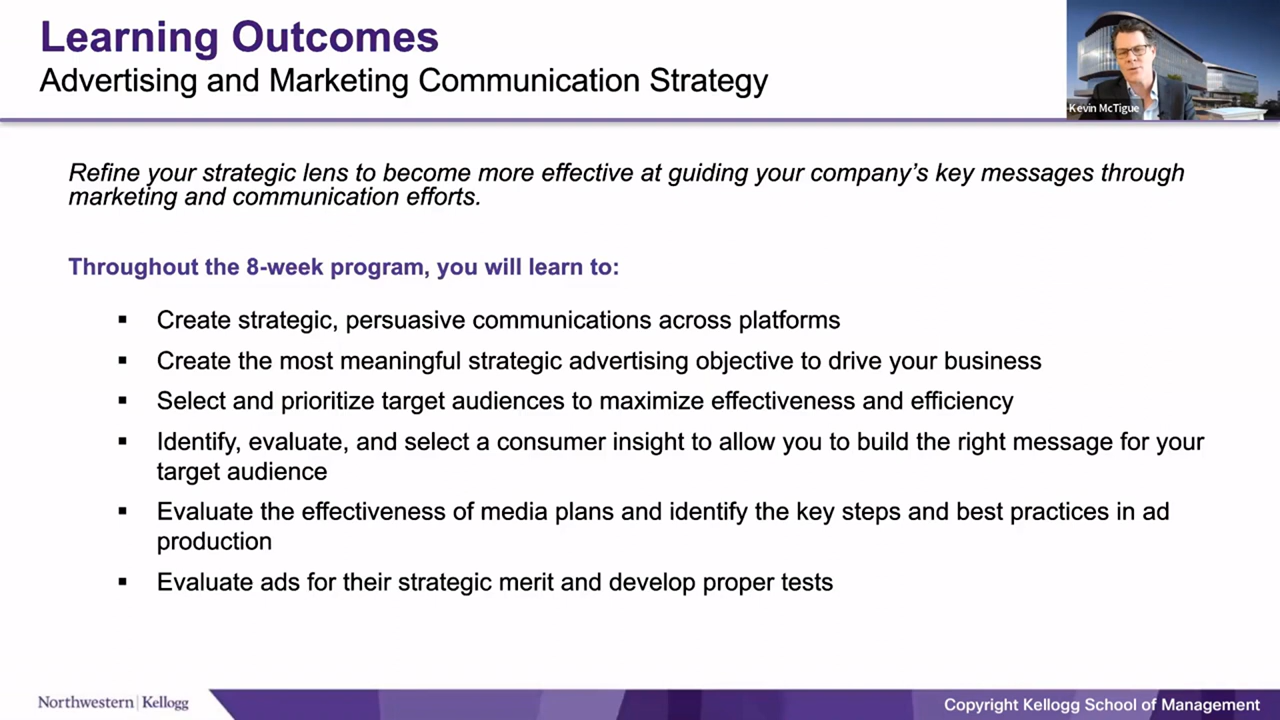 Learning Outcomes
Advertising and Marketing Communication Strategy
Kevin McTigue
Refine your strategic lens to become more effective at guiding your company’s key messages through
marketing and communication efforts.
Throughout the 8-week program, you will learn to:
▪ Create strategic, persuasive communications across platforms
▪ Create the most meaningful strategic advertising objective to drive your business
▪ Select and prioritize target audiences to maximize effectiveness and efficiency
▪ Identify, evaluate, and select a consumer insight to allow you to build the right message for your
target audience
▪ Evaluate the effectiveness of media plans and identify the key steps and best practices in ad
production
▪ Evaluate ads for their strategic merit and develop proper tests
Northwestern | Kellogg
Copyright Kellogg School of Management